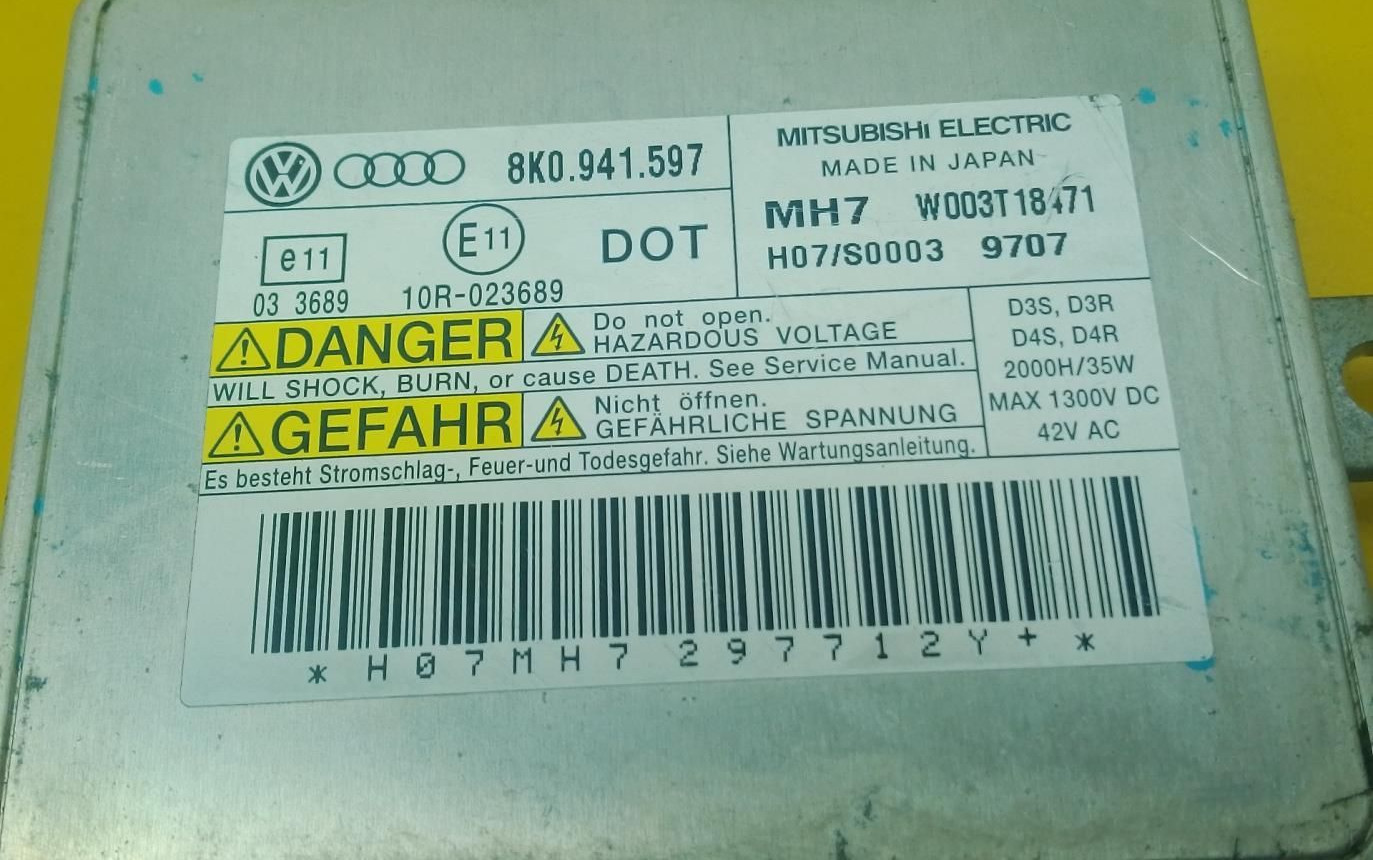 VW
8K0.941.597
e11
E11
DOT
03 3689
10R-023689
MITSUBISHI ELECTRIC
MADE IN JAPAN
MH7 W003T18471
H07/S0003 9707
DANGER
Do not open.
HAZARDOUS VOLTAGE
WILL SHOCK, BURN, or cause DEATH. See Service Manual.
GEFAHR
Nicht öffnen.
GEFÄHRLICHE SPANNUNG
Es besteht Stromschlag-, Feuer-und Todesgefahr. Siehe Wartungsanleitung.
D3S, D3R
D4S, D4R
2000H/35W
MAX 1300V DC
42V AC
* H07MH7 297712Y+ *